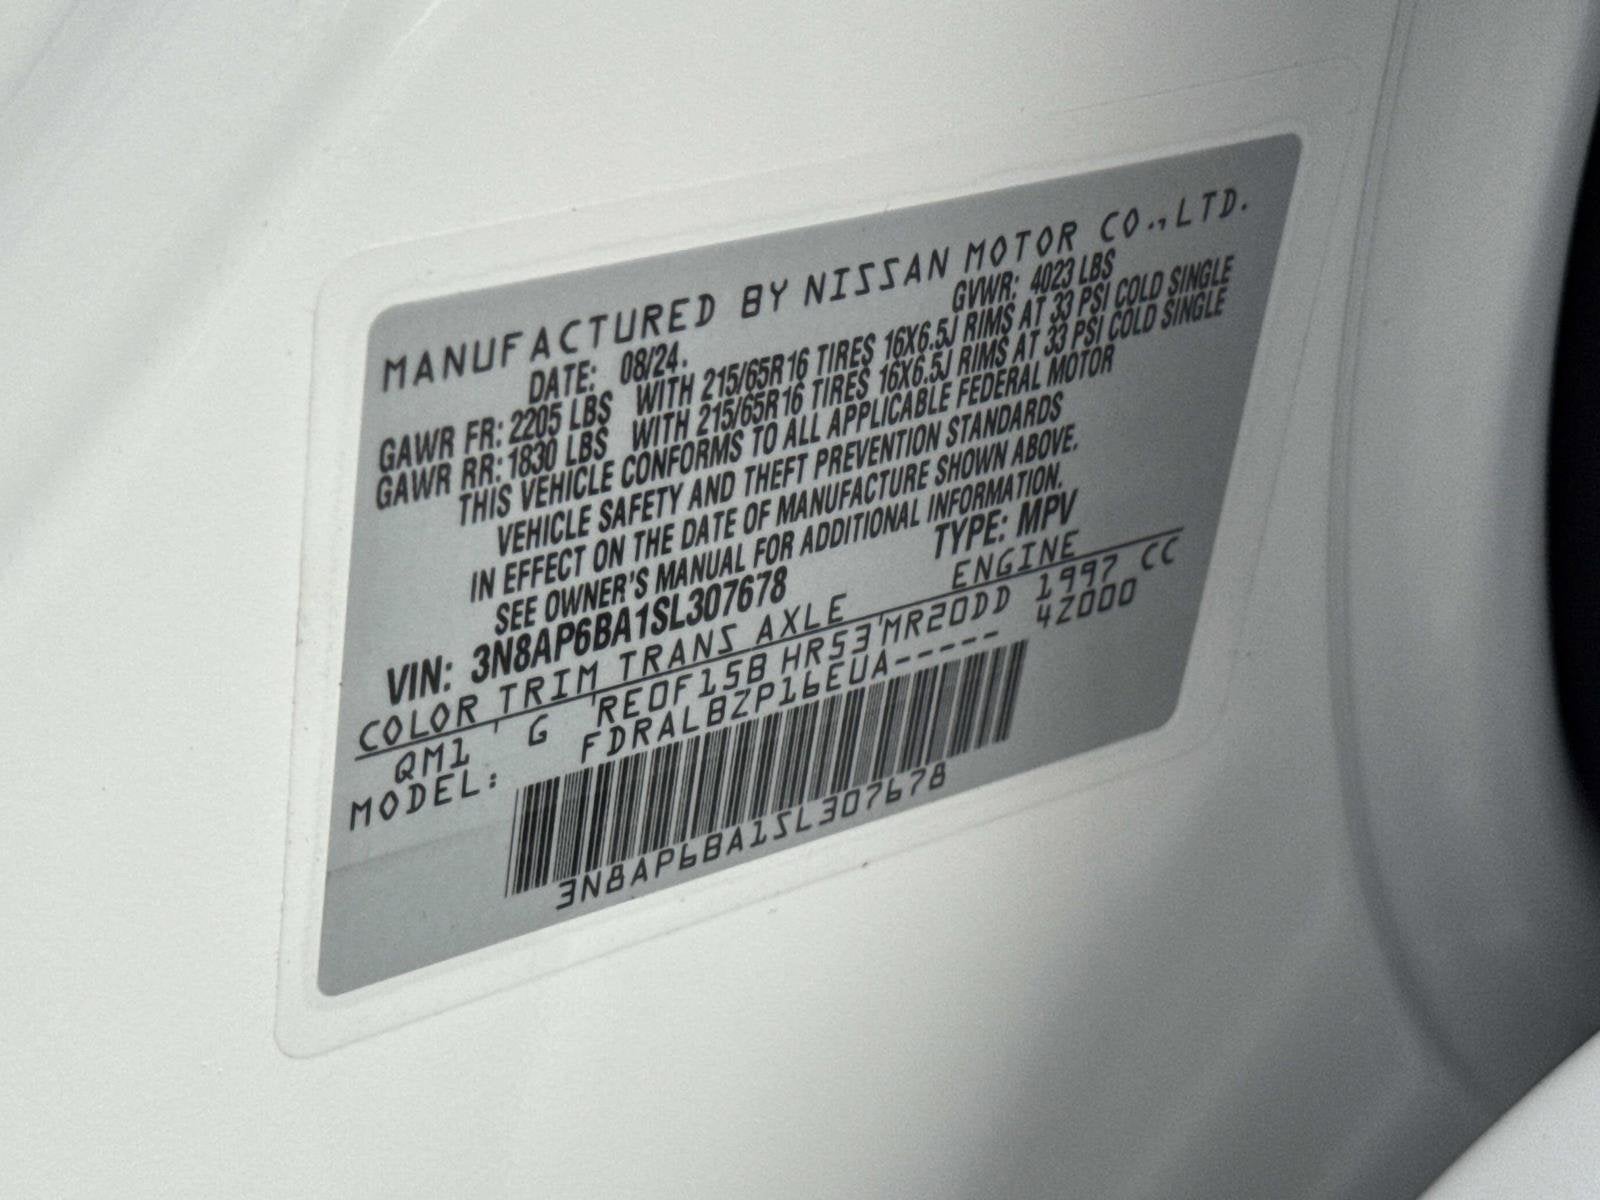 MANUFACTURED BY NISSAN MOTOR CO.,LTD.
DATE: 08/24. GVWR: 4023 LBS
GAWR FR: 2205 LBS WITH 215/65R16 TIRES 16X6.5J RIMS AT 33 PSI COLD SINGLE
GAWR RR: 1830 LBS WITH 215/65R16 TIRES 16X6.5J RIMS AT 33 PSI COLD SINGLE
THIS VEHICLE CONFORMS TO ALL APPLICABLE FEDERAL MOTOR
VEHICLE SAFETY AND THEFT PREVENTION STANDARDS
IN EFFECT ON THE DATE OF MANUFACTURE SHOWN ABOVE.
SEE OWNER'S MANUAL FOR ADDITIONAL INFORMATION.
VIN: 3N8AP6BA1SL307678 TYPE: MPV
COLOR TRIM TRANS AXLE ENGINE
QM1 G RE0F15B HR53 MR20DD 1997 CC
MODEL: FDRALBZP16EUA----- 4Z000
3N8AP6BA1SL307678